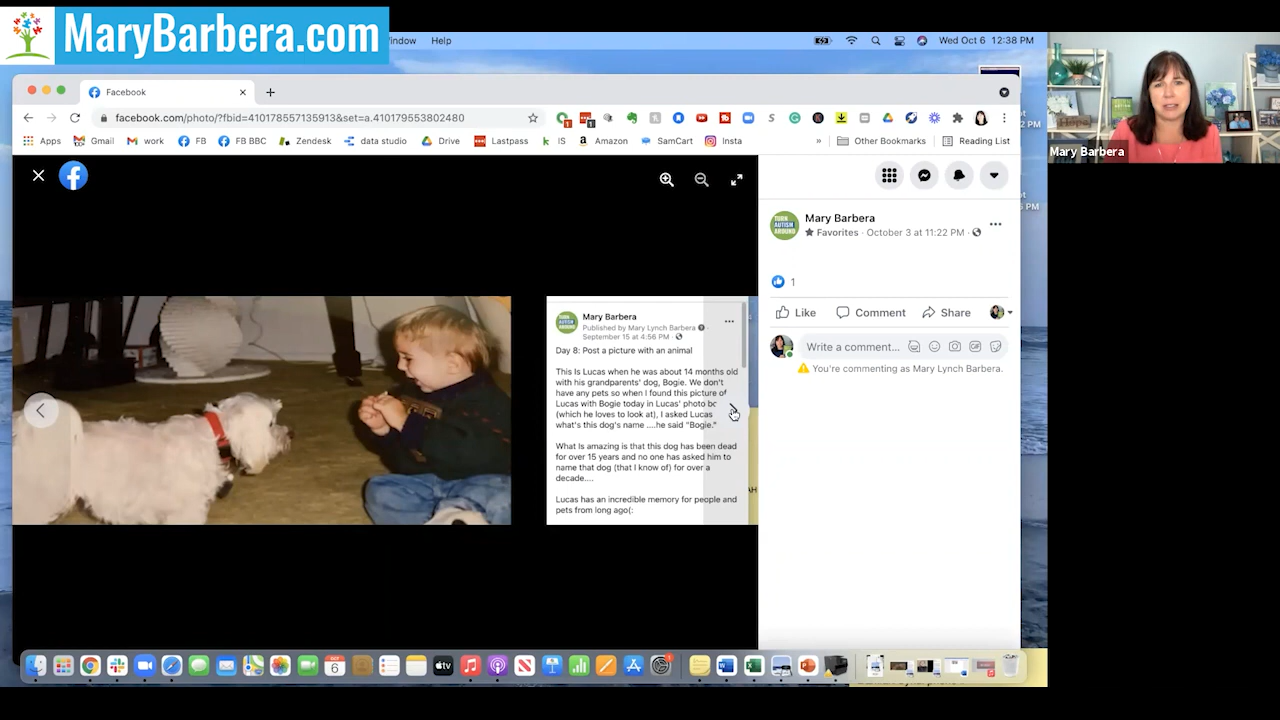 MaryBarbera.com
Window Help
Wed Oct 6 12:38 PM
Facebook
facebook.com/photo/?fbid=410178557135913&set=a.410179553802480
Apps Gmail work FB FB BBC Zendesk data studio Drive Lastpass IS Amazon SamCart Insta » Other Bookmarks Reading List
Mary Barbera
Mary Barbera
Favorites · October 3 at 11:22 PM ·
1
Like Comment Share
Write a comment…
You're commenting as Mary Lynch Barbera.
TURN
AUTISM
AROUND
Mary Barbera
Published by Mary Lynch Barbera
September 15 at 4:56 PM ·
Day 8: Post a picture with an animal
This Is Lucas when he was about 14 months old
with his grandparents' dog, Bogie. We don't
have any pets so when I found this picture of
Lucas with Bogie today in Lucas' photo bo
(which he loves to look at), I asked Lucas
what's this dog's name ....he said "Bogie."
What Is amazing is that this dog has been dead
for over 15 years and no one has asked him to
name that dog (that I know of) for over a
decade....
Lucas has an incredible memory for people and
pets from long ago(:
OCT
6
tv